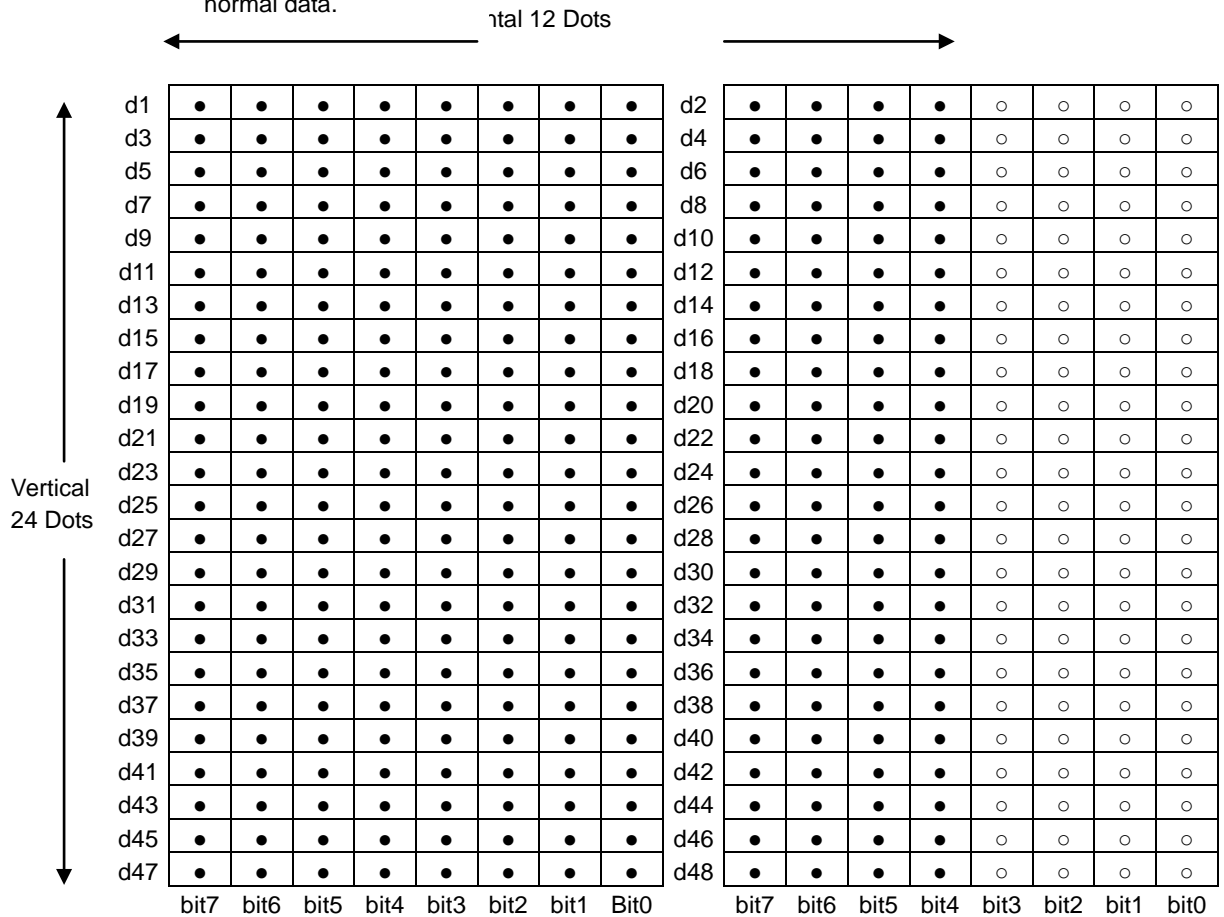 normal data.
ntal 12 Dots
d1 ● ● ● ● ● ● ● ● d2 ● ● ● ● ○ ○ ○ ○
d3 ● ● ● ● ● ● ● ● d4 ● ● ● ● ○ ○ ○ ○
d5 ● ● ● ● ● ● ● ● d6 ● ● ● ● ○ ○ ○ ○
d7 ● ● ● ● ● ● ● ● d8 ● ● ● ● ○ ○ ○ ○
d9 ● ● ● ● ● ● ● ● d10 ● ● ● ● ○ ○ ○ ○
d11 ● ● ● ● ● ● ● ● d12 ● ● ● ● ○ ○ ○ ○
d13 ● ● ● ● ● ● ● ● d14 ● ● ● ● ○ ○ ○ ○
d15 ● ● ● ● ● ● ● ● d16 ● ● ● ● ○ ○ ○ ○
d17 ● ● ● ● ● ● ● ● d18 ● ● ● ● ○ ○ ○ ○
d19 ● ● ● ● ● ● ● ● d20 ● ● ● ● ○ ○ ○ ○
d21 ● ● ● ● ● ● ● ● d22 ● ● ● ● ○ ○ ○ ○
d23 ● ● ● ● ● ● ● ● d24 ● ● ● ● ○ ○ ○ ○
Vertical
24 Dots
d25 ● ● ● ● ● ● ● ● d26 ● ● ● ● ○ ○ ○ ○
d27 ● ● ● ● ● ● ● ● d28 ● ● ● ● ○ ○ ○ ○
d29 ● ● ● ● ● ● ● ● d30 ● ● ● ● ○ ○ ○ ○
d31 ● ● ● ● ● ● ● ● d32 ● ● ● ● ○ ○ ○ ○
d33 ● ● ● ● ● ● ● ● d34 ● ● ● ● ○ ○ ○ ○
d35 ● ● ● ● ● ● ● ● d36 ● ● ● ● ○ ○ ○ ○
d37 ● ● ● ● ● ● ● ● d38 ● ● ● ● ○ ○ ○ ○
d39 ● ● ● ● ● ● ● ● d40 ● ● ● ● ○ ○ ○ ○
d41 ● ● ● ● ● ● ● ● d42 ● ● ● ● ○ ○ ○ ○
d43 ● ● ● ● ● ● ● ● d44 ● ● ● ● ○ ○ ○ ○
d45 ● ● ● ● ● ● ● ● d46 ● ● ● ● ○ ○ ○ ○
d47 ● ● ● ● ● ● ● ● d48 ● ● ● ● ○ ○ ○ ○
bit7 bit6 bit5 bit4 bit3 bit2 bit1 Bit0 bit7 bit6 bit5 bit4 bit3 bit2 bit1 bit0